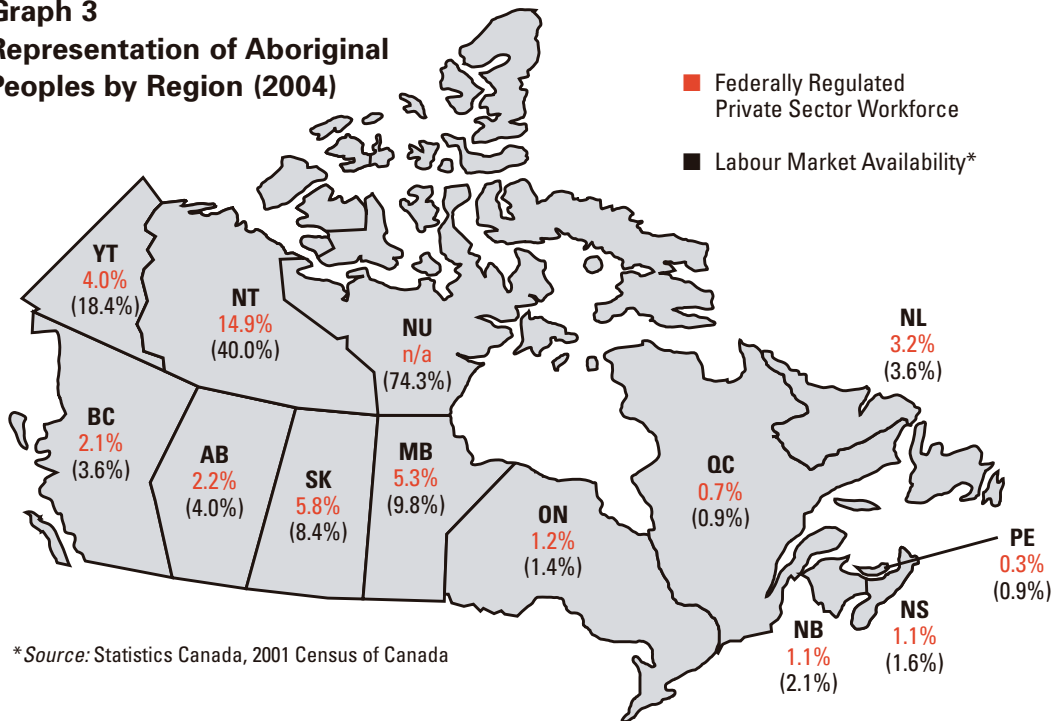 Graph 3
Representation of Aboriginal
Peoples by Region (2004)
Federally Regulated
Private Sector Workforce
Labour Market Availability*
YT
4.0%
(18.4%)
NT
14.9%
(40.0%)
NU
n/a
(74.3%)
NL
3.2%
(3.6%)
BC
2.1%
(3.6%)
AB
2.2%
(4.0%)
SK
5.8%
(8.4%)
MB
5.3%
(9.8%)
ON
1.2%
(1.4%)
QC
0.7%
(0.9%)
PE
0.3%
(0.9%)
NS
1.1%
(1.6%)
NB
1.1%
(2.1%)
*Source: Statistics Canada, 2001 Census of Canada